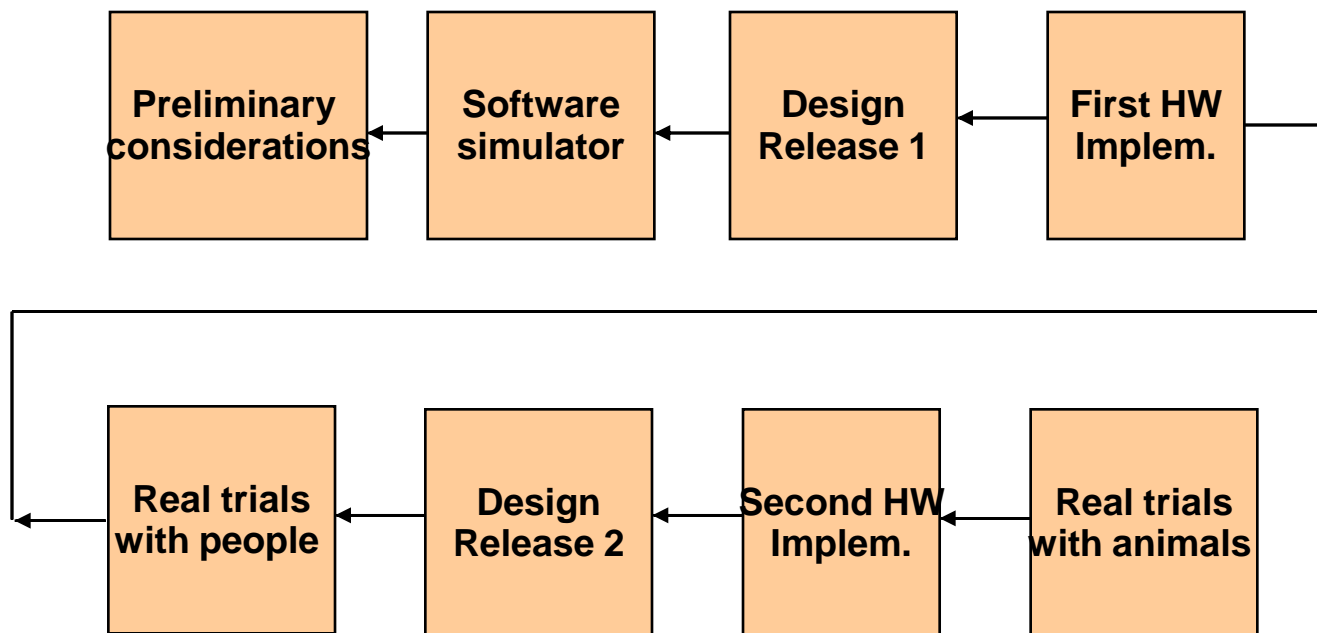 Preliminary
considerations
Software
simulator
Design
Release 1
First HW
Implem.
Real trials
with people
Design
Release 2
Second HW
Implem.
Real trials
with animals